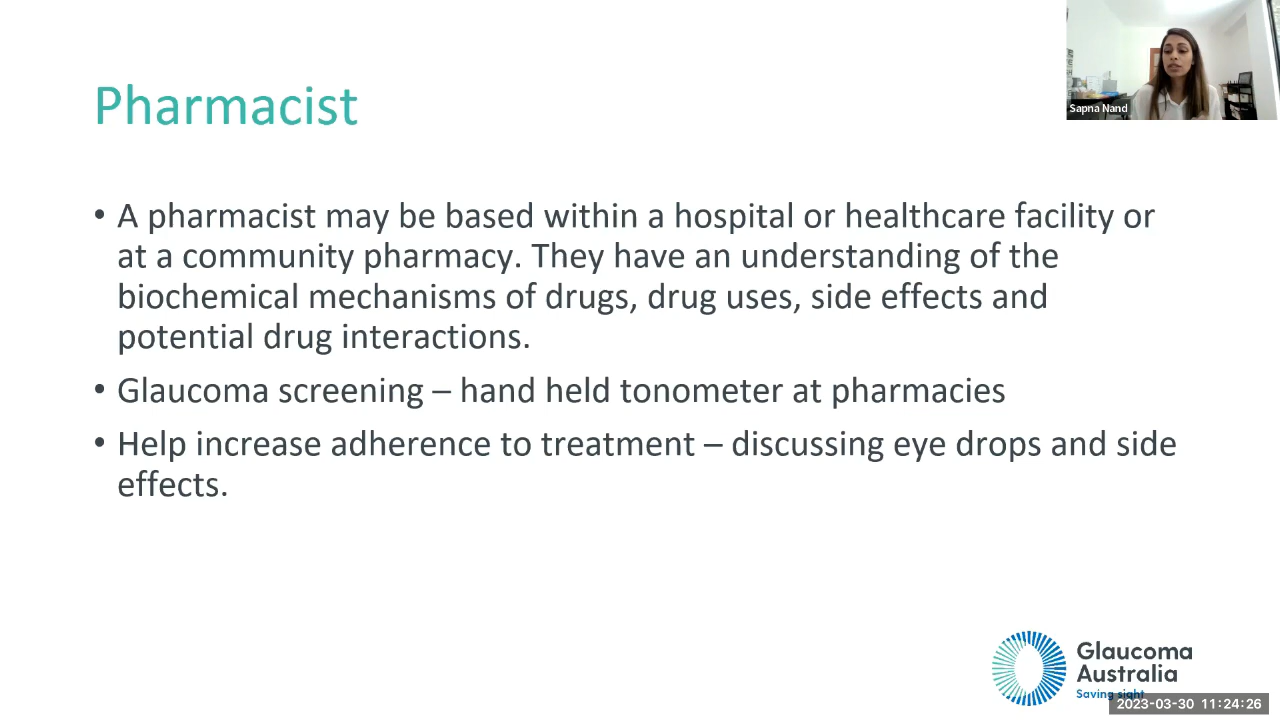 Pharmacist
Sapna Nand
• A pharmacist may be based within a hospital or healthcare facility or
at a community pharmacy. They have an understanding of the
biochemical mechanisms of drugs, drug uses, side effects and
potential drug interactions.
• Glaucoma screening – hand held tonometer at pharmacies
• Help increase adherence to treatment – discussing eye drops and side
effects.
Glaucoma
Australia
Saving sight
2023-03-30 11:24:26